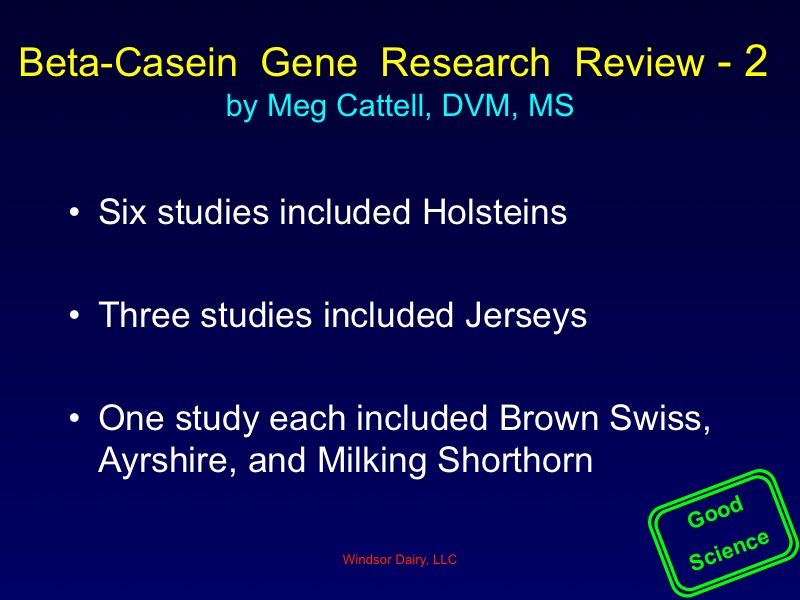 Beta-Casein Gene Research Review - 2
by Meg Cattell, DVM, MS
• Six studies included Holsteins
• Three studies included Jerseys
• One study each included Brown Swiss,
Ayrshire, and Milking Shorthorn
Good
Science
Windsor Dairy, LLC